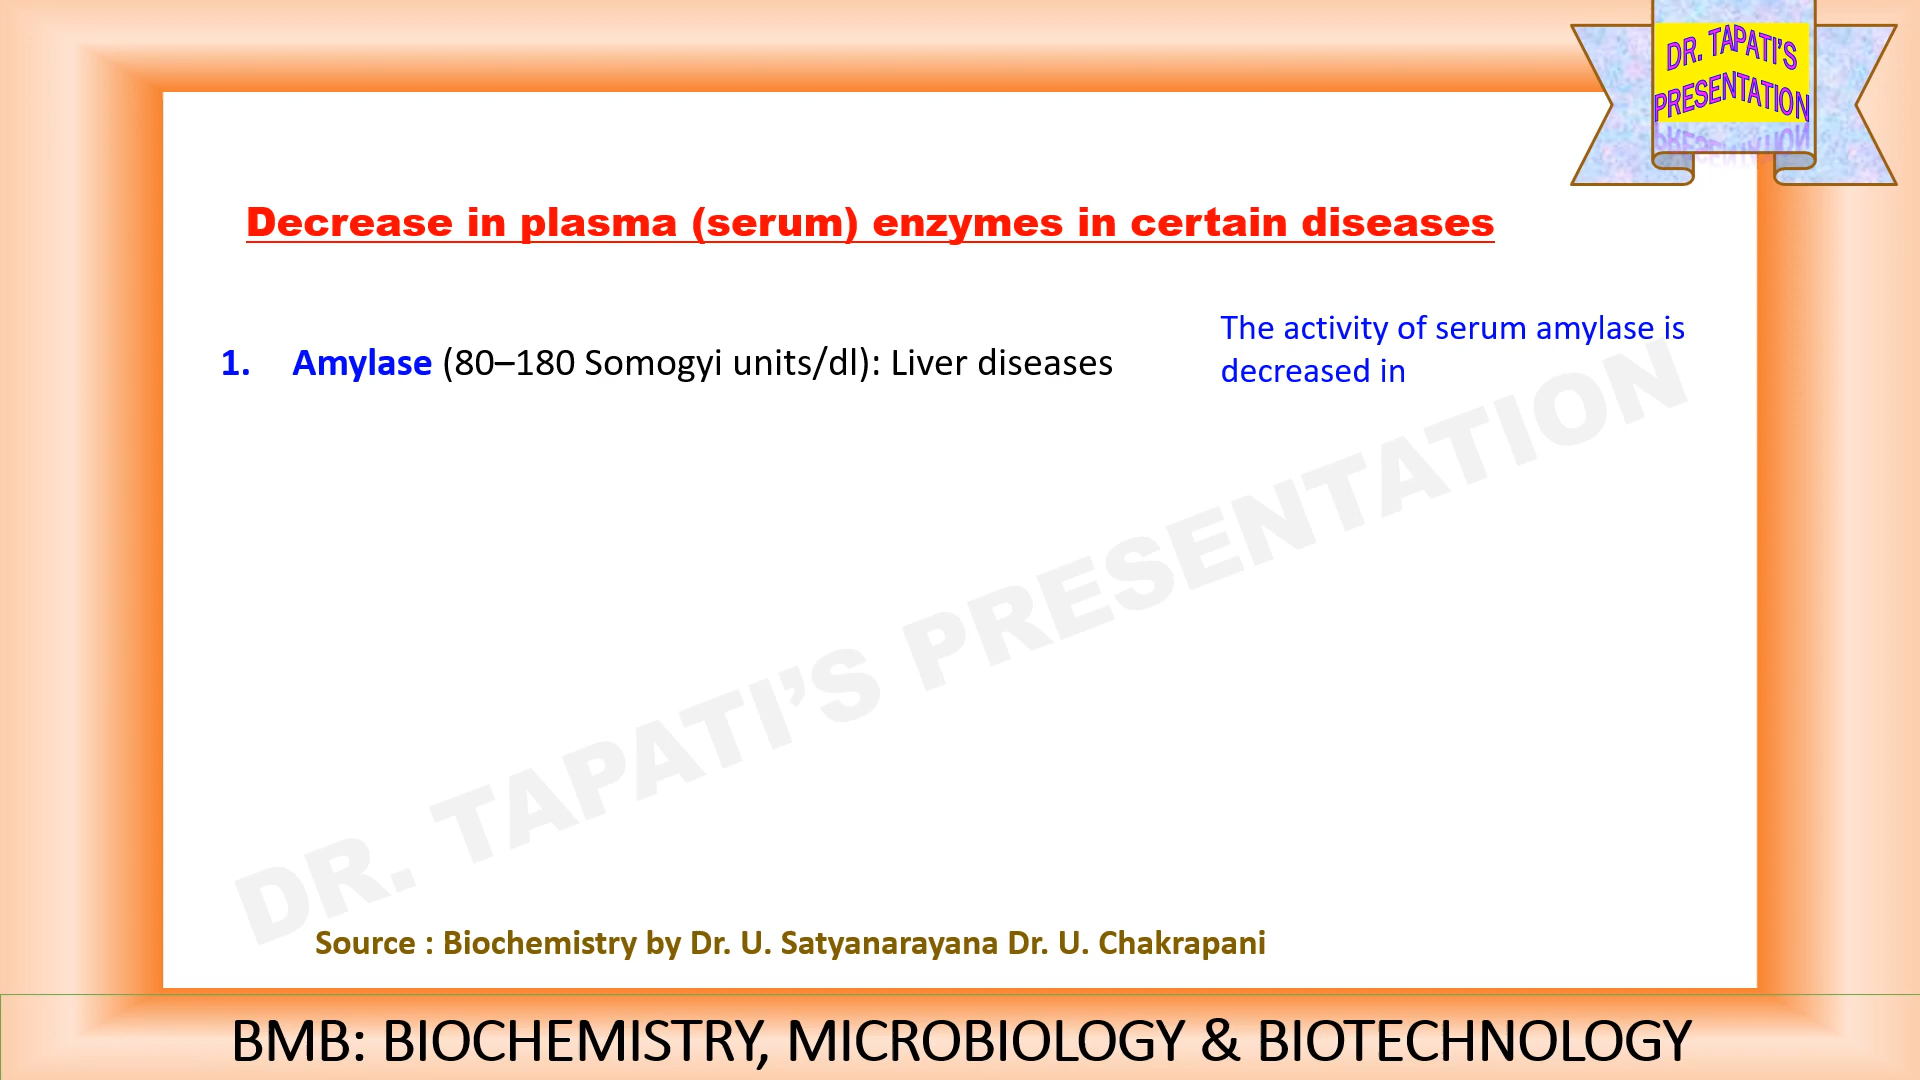 DR. TAPATI'S
PRESENTATION
Decrease in plasma (serum) enzymes in certain diseases
1. Amylase (80–180 Somogyi units/dl): Liver diseases
The activity of serum amylase is
decreased in
DR. TAPATI'S PRESENTATION
Source : Biochemistry by Dr. U. Satyanarayana Dr. U. Chakrapani
BMB: BIOCHEMISTRY, MICROBIOLOGY & BIOTECHNOLOGY